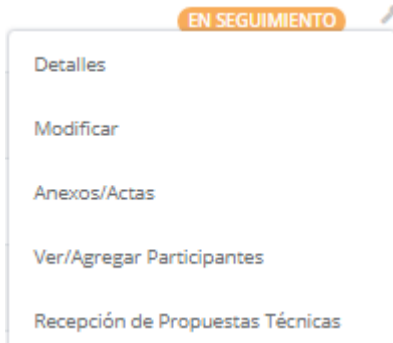 EN SEGUIMIENTO
Detalles
Modificar
Anexos/Actas
Ver/Agregar Participantes
Recepción de Propuestas Técnicas